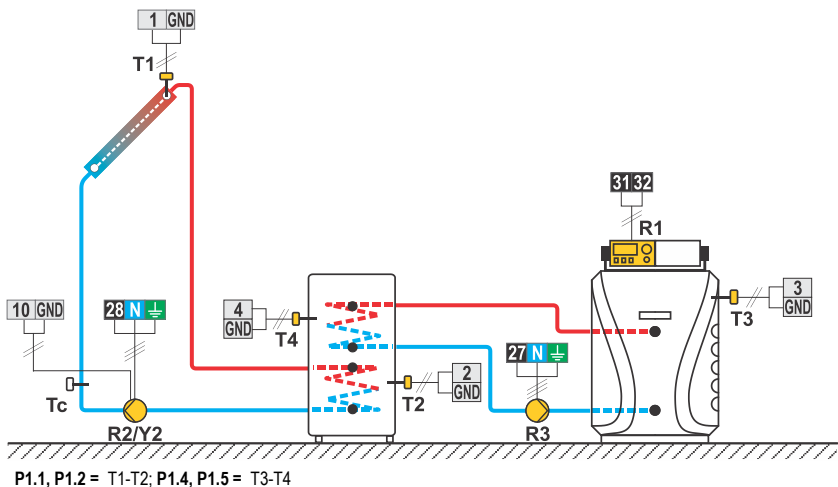 1 GND
T1
31 32
R1
10 GND
28 N
4
GND
T4
3
GND
T3
27 N
2
GND
T2
Tc
R2/Y2
R3
P1.1, P1.2 = T1-T2; P1.4, P1.5 = T3-T4